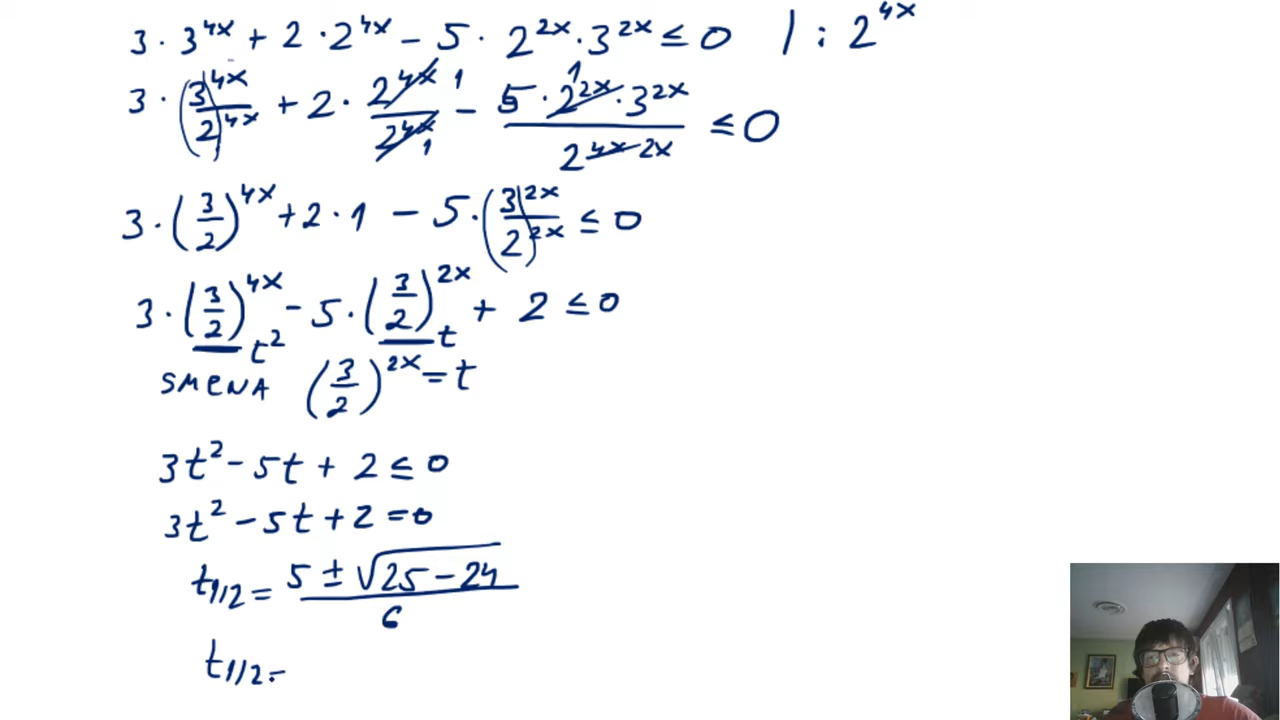 3 · 3^{4x} + 2 · 2^{4x} - 5 · 2^{2x} · 3^{2x} ≤ 0 | : 2^{4x}
3 · (3/2)^{4x} + 2 · 2^{4x}/2^{4x} - 5 · 2^{2x} · 3^{2x} / 2^{4x 2x} ≤ 0
3 · (3/2)^{4x} + 2 · 1 - 5 · (3^{2x}/2^{2x}) ≤ 0
3 · (3/2)^{4x} - 5 · (3/2)^{2x} + 2 ≤ 0
t² t
SMENA (3/2)^{2x} = t
3t² - 5t + 2 ≤ 0
3t² - 5t + 2 = 0
t_{1/2} = (5 ± √(25 - 24))/6
t_{1/2} =